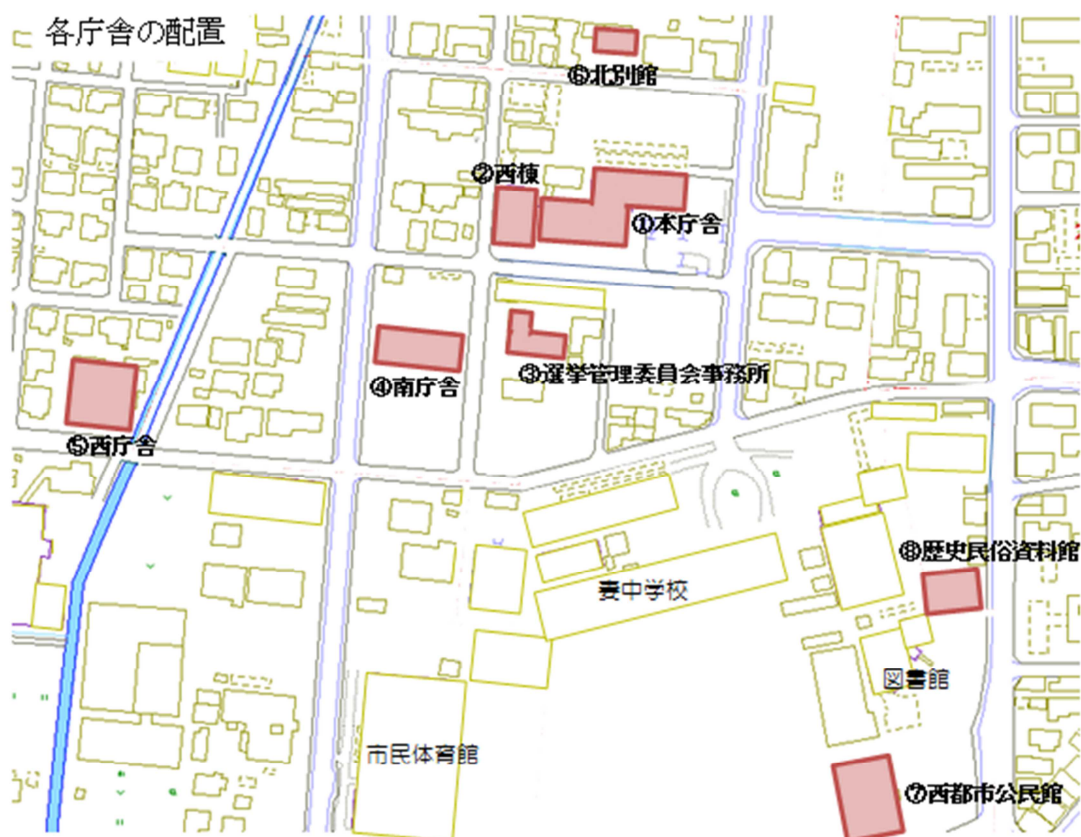 各庁舎の配置
⑥北別館
②西棟
①本庁舎
③選挙管理委員会事務所
④南庁舎
⑤西庁舎
⑧歴史民俗資料館
妻中学校
図書館
市民体育館
⑦西都市公民館